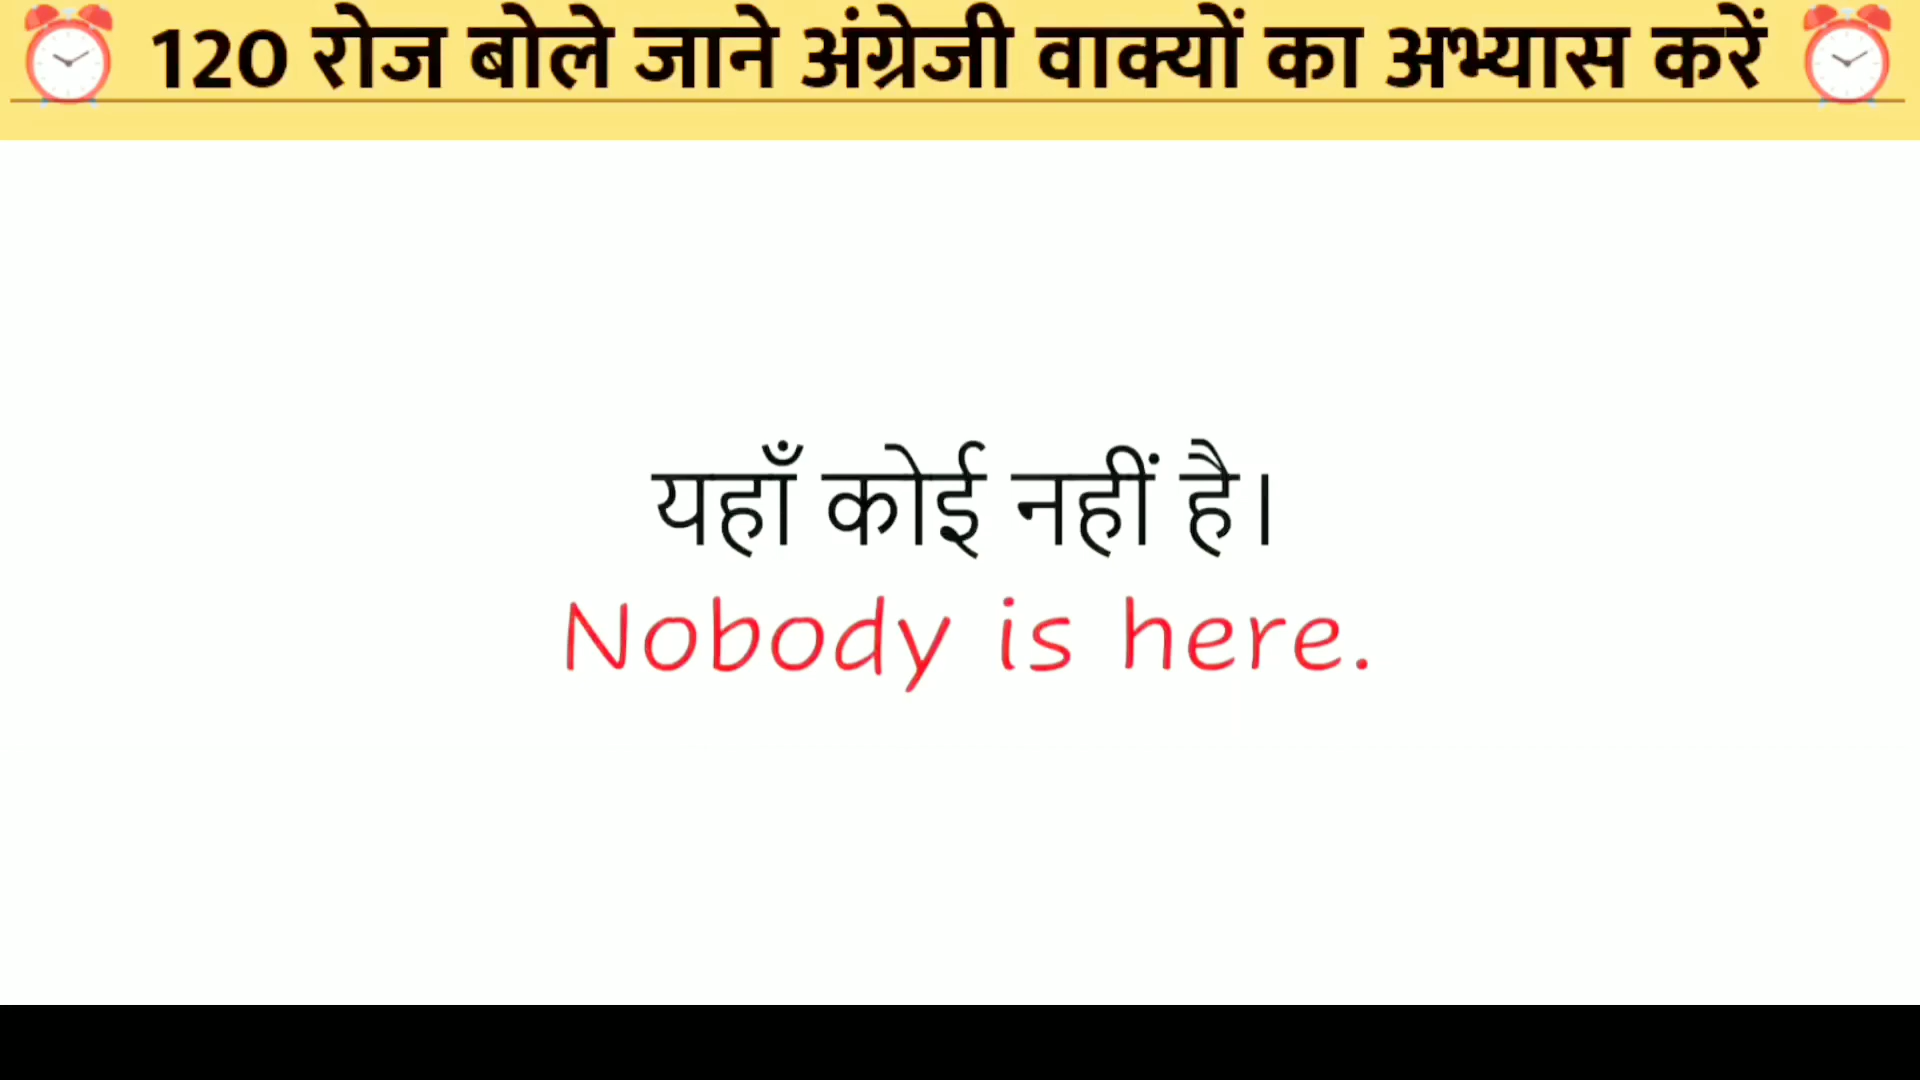 120 रोज बोले जाने अंग्रेजी वाक्यों का अभ्यास करें
यहाँ कोई नहीं है।
Nobody is here.